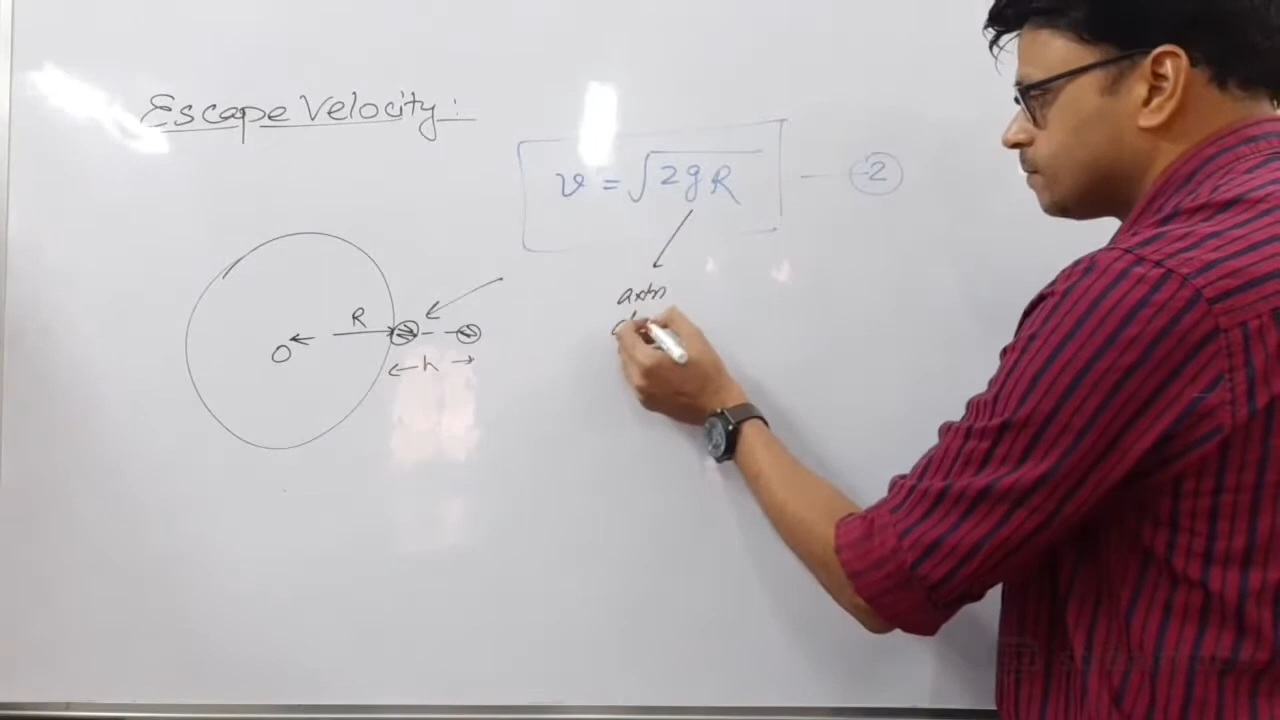 Escape Velocity:
v = √2gR — 2
R
O
h